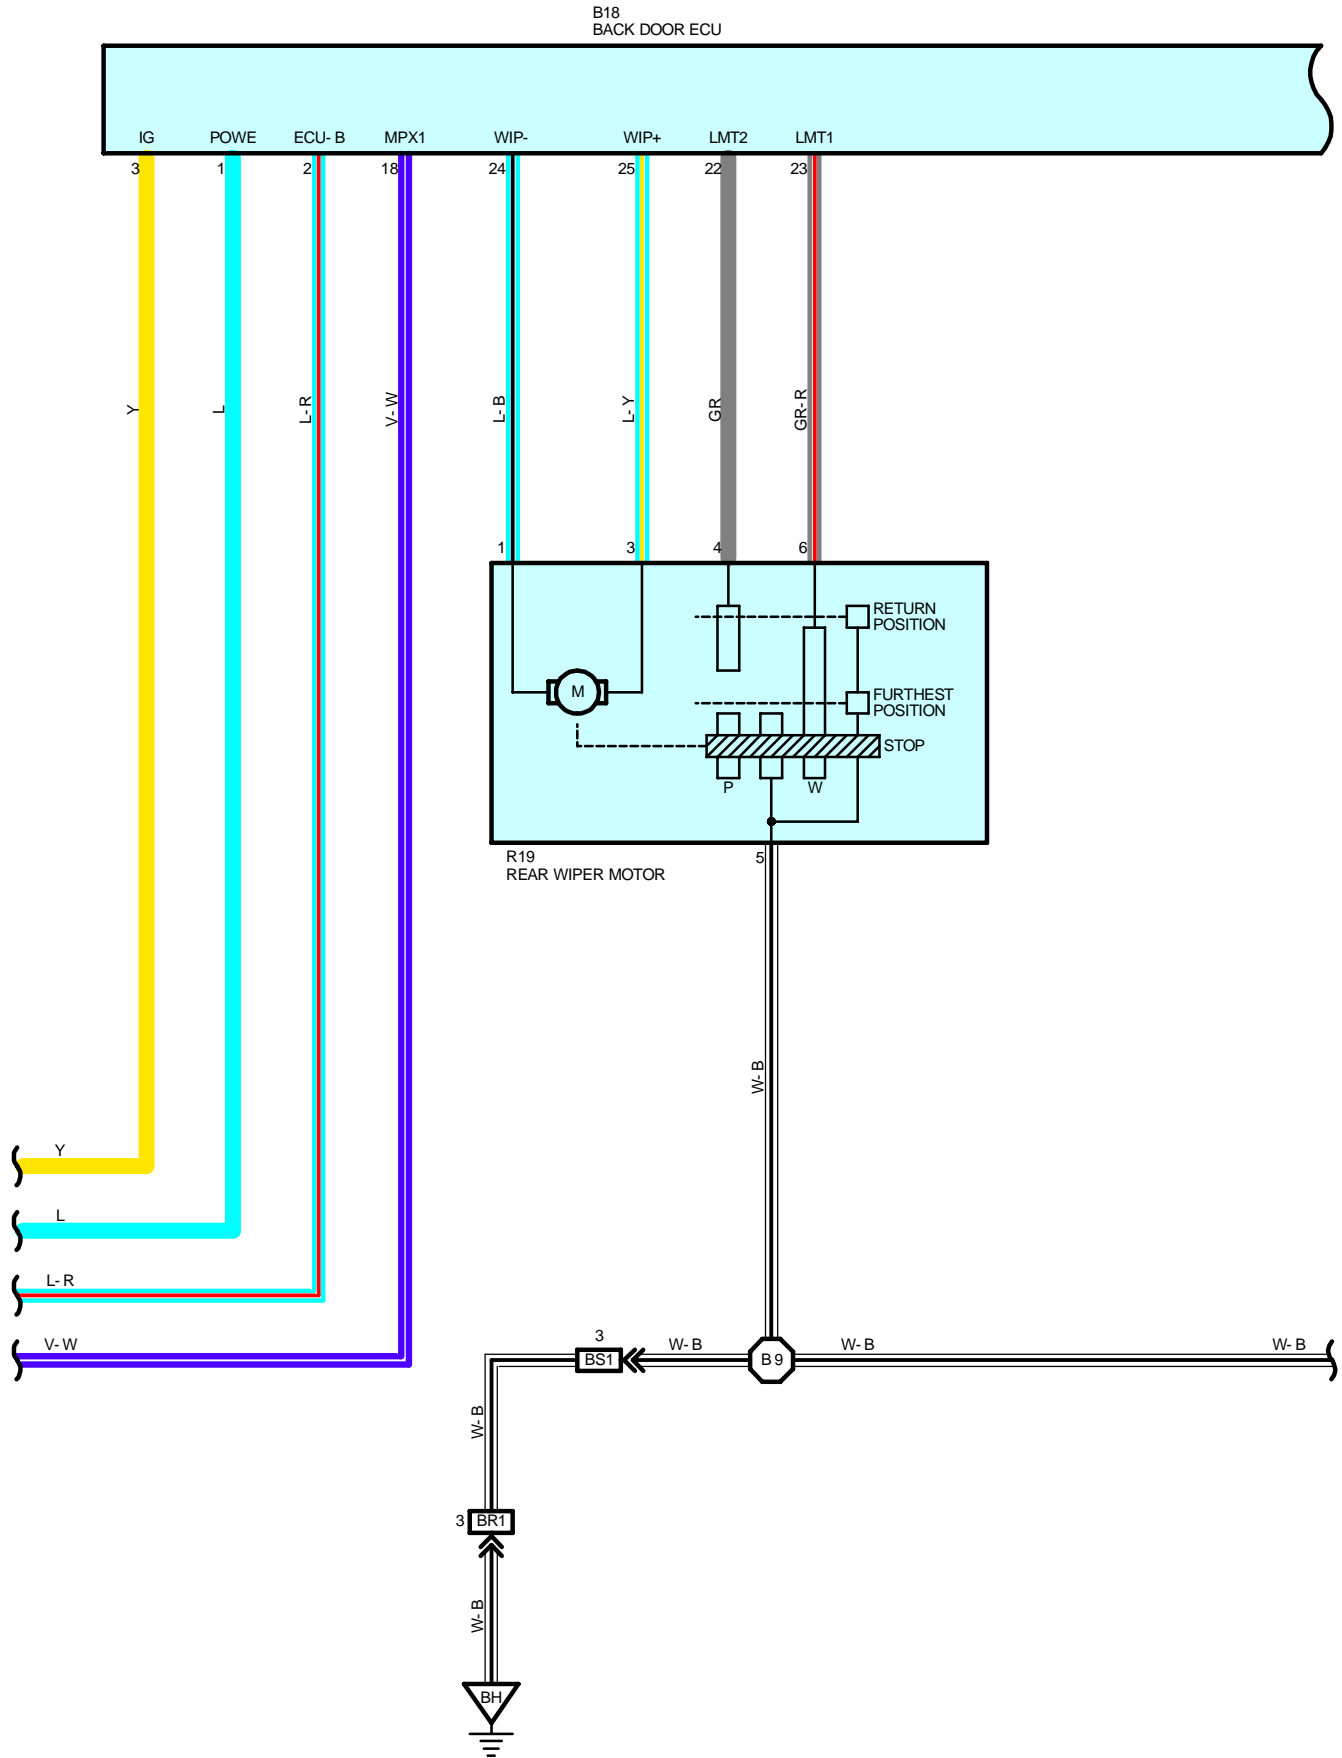 B18
BACK DOOR ECU
IG POWE ECU- B MPX1 WIP- WIP+ LMT2 LMT1
3 1 2 18 24 25 22 23
Y L L- R V- W L- B L- Y GR GR- R
1 3 4 6
RETURN
POSITION
M
FURTHEST
POSITION
STOP
P W
R19
REAR WIPER MOTOR
5
W- B
Y
L
L- R
V- W
3
BS1 W- B B9 W- B W- B
W- B
3 BR1
W- B
BH